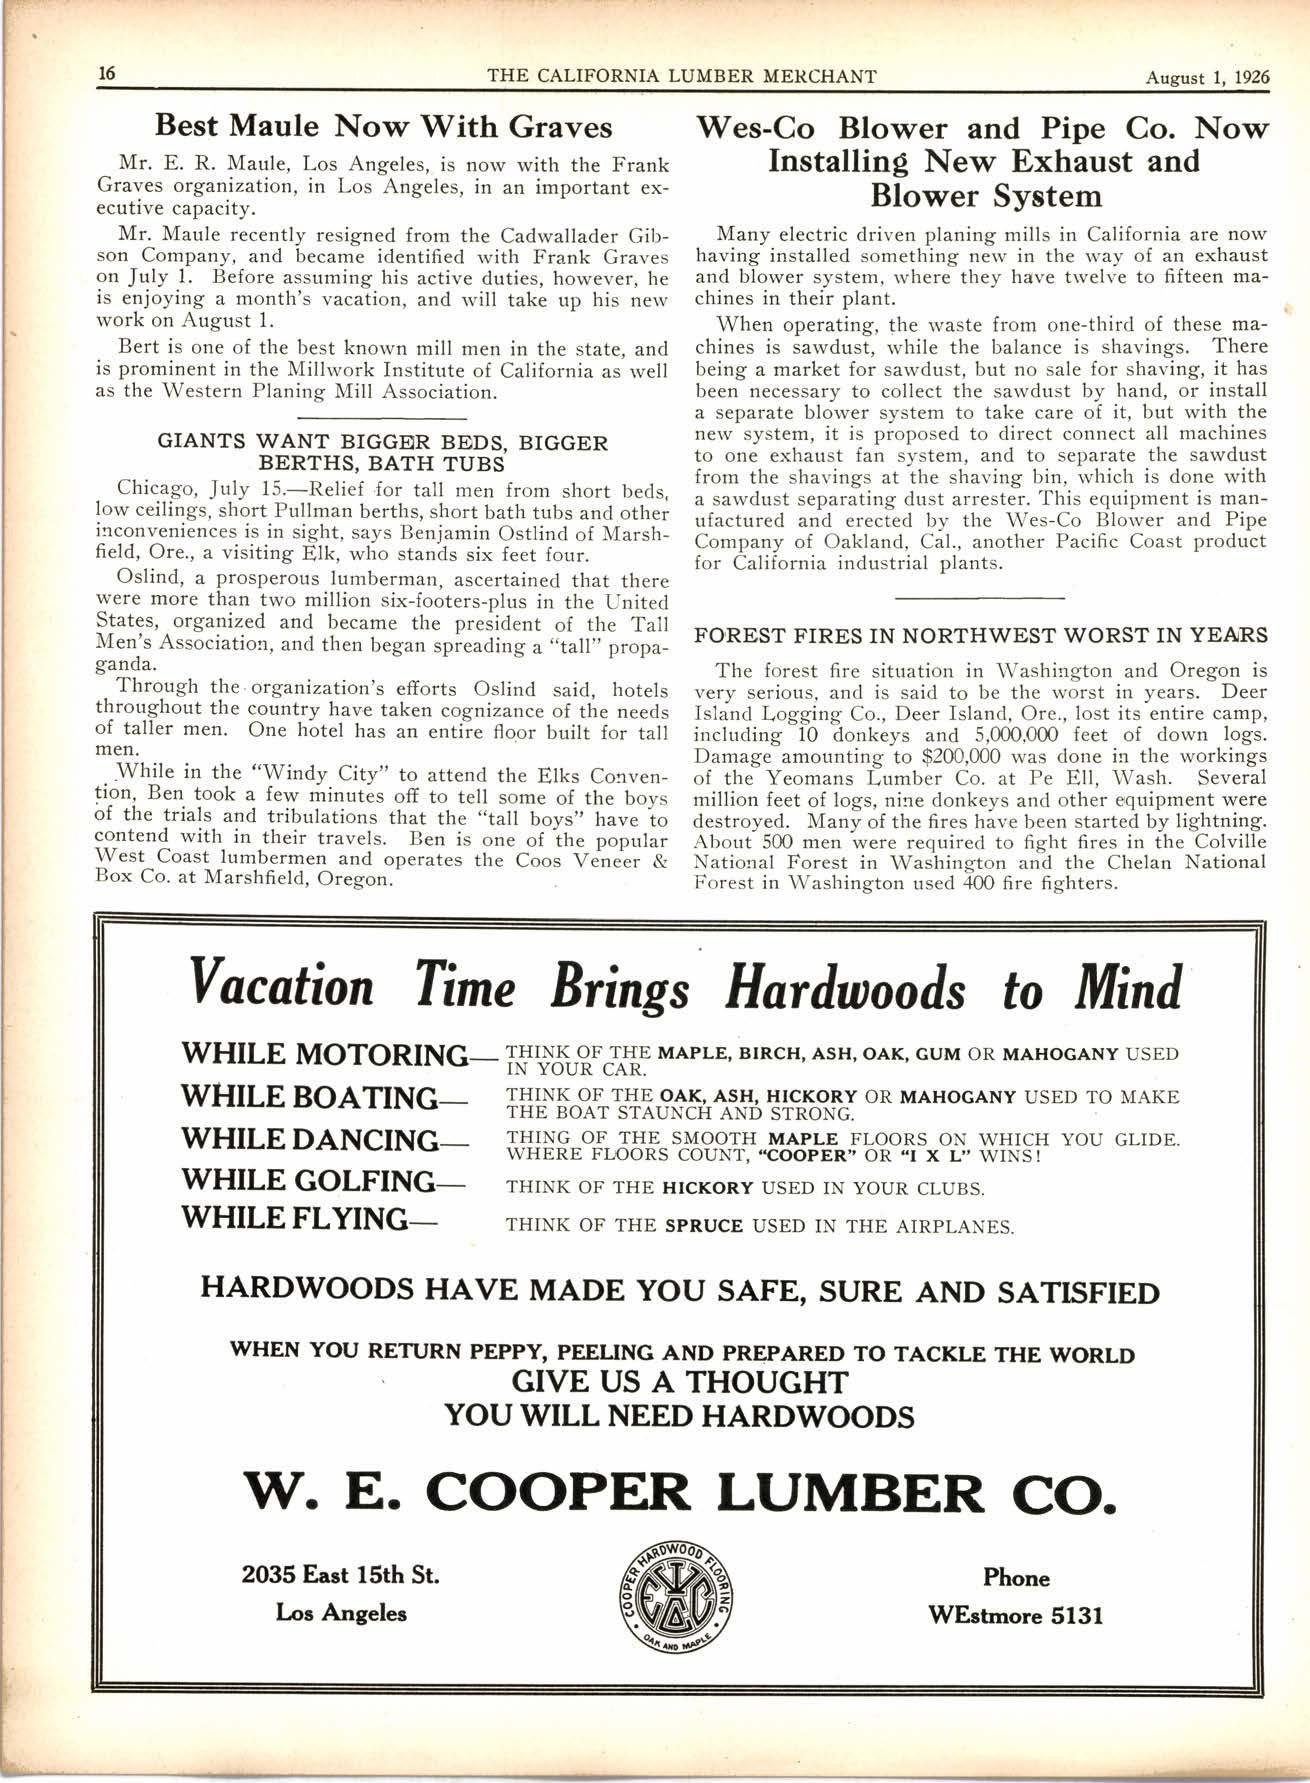 16
THE CALIFORNIA LUMBER MERCHANT
August 1, 1926
Best Maule Now With Graves
Mr. E. R. Maule, Los Angeles, is now with the Frank
Graves organization, in Los Angeles, in an important ex-
ecutive capacity.
Mr. Maule recently resigned from the Cadwallader Gib-
son Company, and became identified with Frank Graves
on July 1. Before assuming his active duties, however, he
is enjoying a month's vacation, and will take up his new
work on August 1.
Bert is one of the best known mill men in the state, and
is prominent in the Millwork Institute of California as well
as the Western Planing Mill Association.
GIANTS WANT BIGGER BEDS, BIGGER
BERTHS, BATH TUBS
Chicago, July 15.—Relief for tall men from short beds,
low ceilings, short Pullman berths, short bath tubs and other
inconveniences is in sight, says Benjamin Ostlind of Marsh-
field, Ore., a visiting Elk, who stands six feet four.
Oslind, a prosperous lumberman, ascertained that there
were more than two million six-footers-plus in the United
States, organized and became the president of the Tall
Men's Association, and then began spreading a "tall" propa-
ganda.
Through the organization's efforts Oslind said, hotels
throughout the country have taken cognizance of the needs
of taller men. One hotel has an entire floor built for tall
men.
While in the "Windy City" to attend the Elks Conven-
tion, Ben took a few minutes off to tell some of the boys
of the trials and tribulations that the "tall boys" have to
contend with in their travels. Ben is one of the popular
West Coast lumbermen and operates the Coos Veneer &
Box Co. at Marshfield, Oregon.
Wes-Co Blower and Pipe Co. Now
Installing New Exhaust and
Blower System
Many electric driven planing mills in California are now
having installed something new in the way of an exhaust
and blower system, where they have twelve to fifteen ma-
chines in their plant.
When operating, the waste from one-third of these ma-
chines is sawdust, while the balance is shavings. There
being a market for sawdust, but no sale for shaving, it has
been necessary to collect the sawdust by hand, or install
a separate blower system to take care of it, but with the
new system, it is proposed to direct connect all machines
to one exhaust fan system, and to separate the sawdust
from the shavings at the shaving bin, which is done with
a sawdust separating dust arrester. This equipment is man-
ufactured and erected by the Wes-Co Blower and Pipe
Company of Oakland, Cal., another Pacific Coast product
for California industrial plants.
FOREST FIRES IN NORTHWEST WORST IN YEARS
The forest fire situation in Washington and Oregon is
very serious, and is said to be the worst in years. Deer
Island Logging Co., Deer Island, Ore., lost its entire camp,
including 10 donkeys and 5,000,000 feet of down logs.
Damage amounting to $200,000 was done in the workings
of the Yeomans Lumber Co. at Pe Ell, Wash. Several
million feet of logs, nine donkeys and other equipment were
destroyed. Many of the fires have been started by lightning.
About 500 men were required to fight fires in the Colville
National Forest in Washington and the Chelan National
Forest in Washington used 400 fire fighters.
Vacation Time Brings Hardwoods to Mind
WHILE MOTORING— THINK OF THE MAPLE, BIRCH, ASH, OAK, GUM OR MAHOGANY USED
IN YOUR CAR.
WHILE BOATING— THINK OF THE OAK, ASH, HICKORY OR MAHOGANY USED TO MAKE
THE BOAT STAUNCH AND STRONG.
WHILE DANCING— THING OF THE SMOOTH MAPLE FLOORS ON WHICH YOU GLIDE.
WHERE FLOORS COUNT, "COOPER" OR "I X L" WINS!
WHILE GOLFING— THINK OF THE HICKORY USED IN YOUR CLUBS.
WHILE FLYING— THINK OF THE SPRUCE USED IN THE AIRPLANES.
HARDWOODS HAVE MADE YOU SAFE, SURE AND SATISFIED
WHEN YOU RETURN PEPPY, PEELING AND PREPARED TO TACKLE THE WORLD
GIVE US A THOUGHT
YOU WILL NEED HARDWOODS
W. E. COOPER LUMBER CO.
2035 East 15th St.
Los Angeles
COOPER HARDWOOD FLOORING
OAK AND MAPLE
Phone
WEstmore 5131